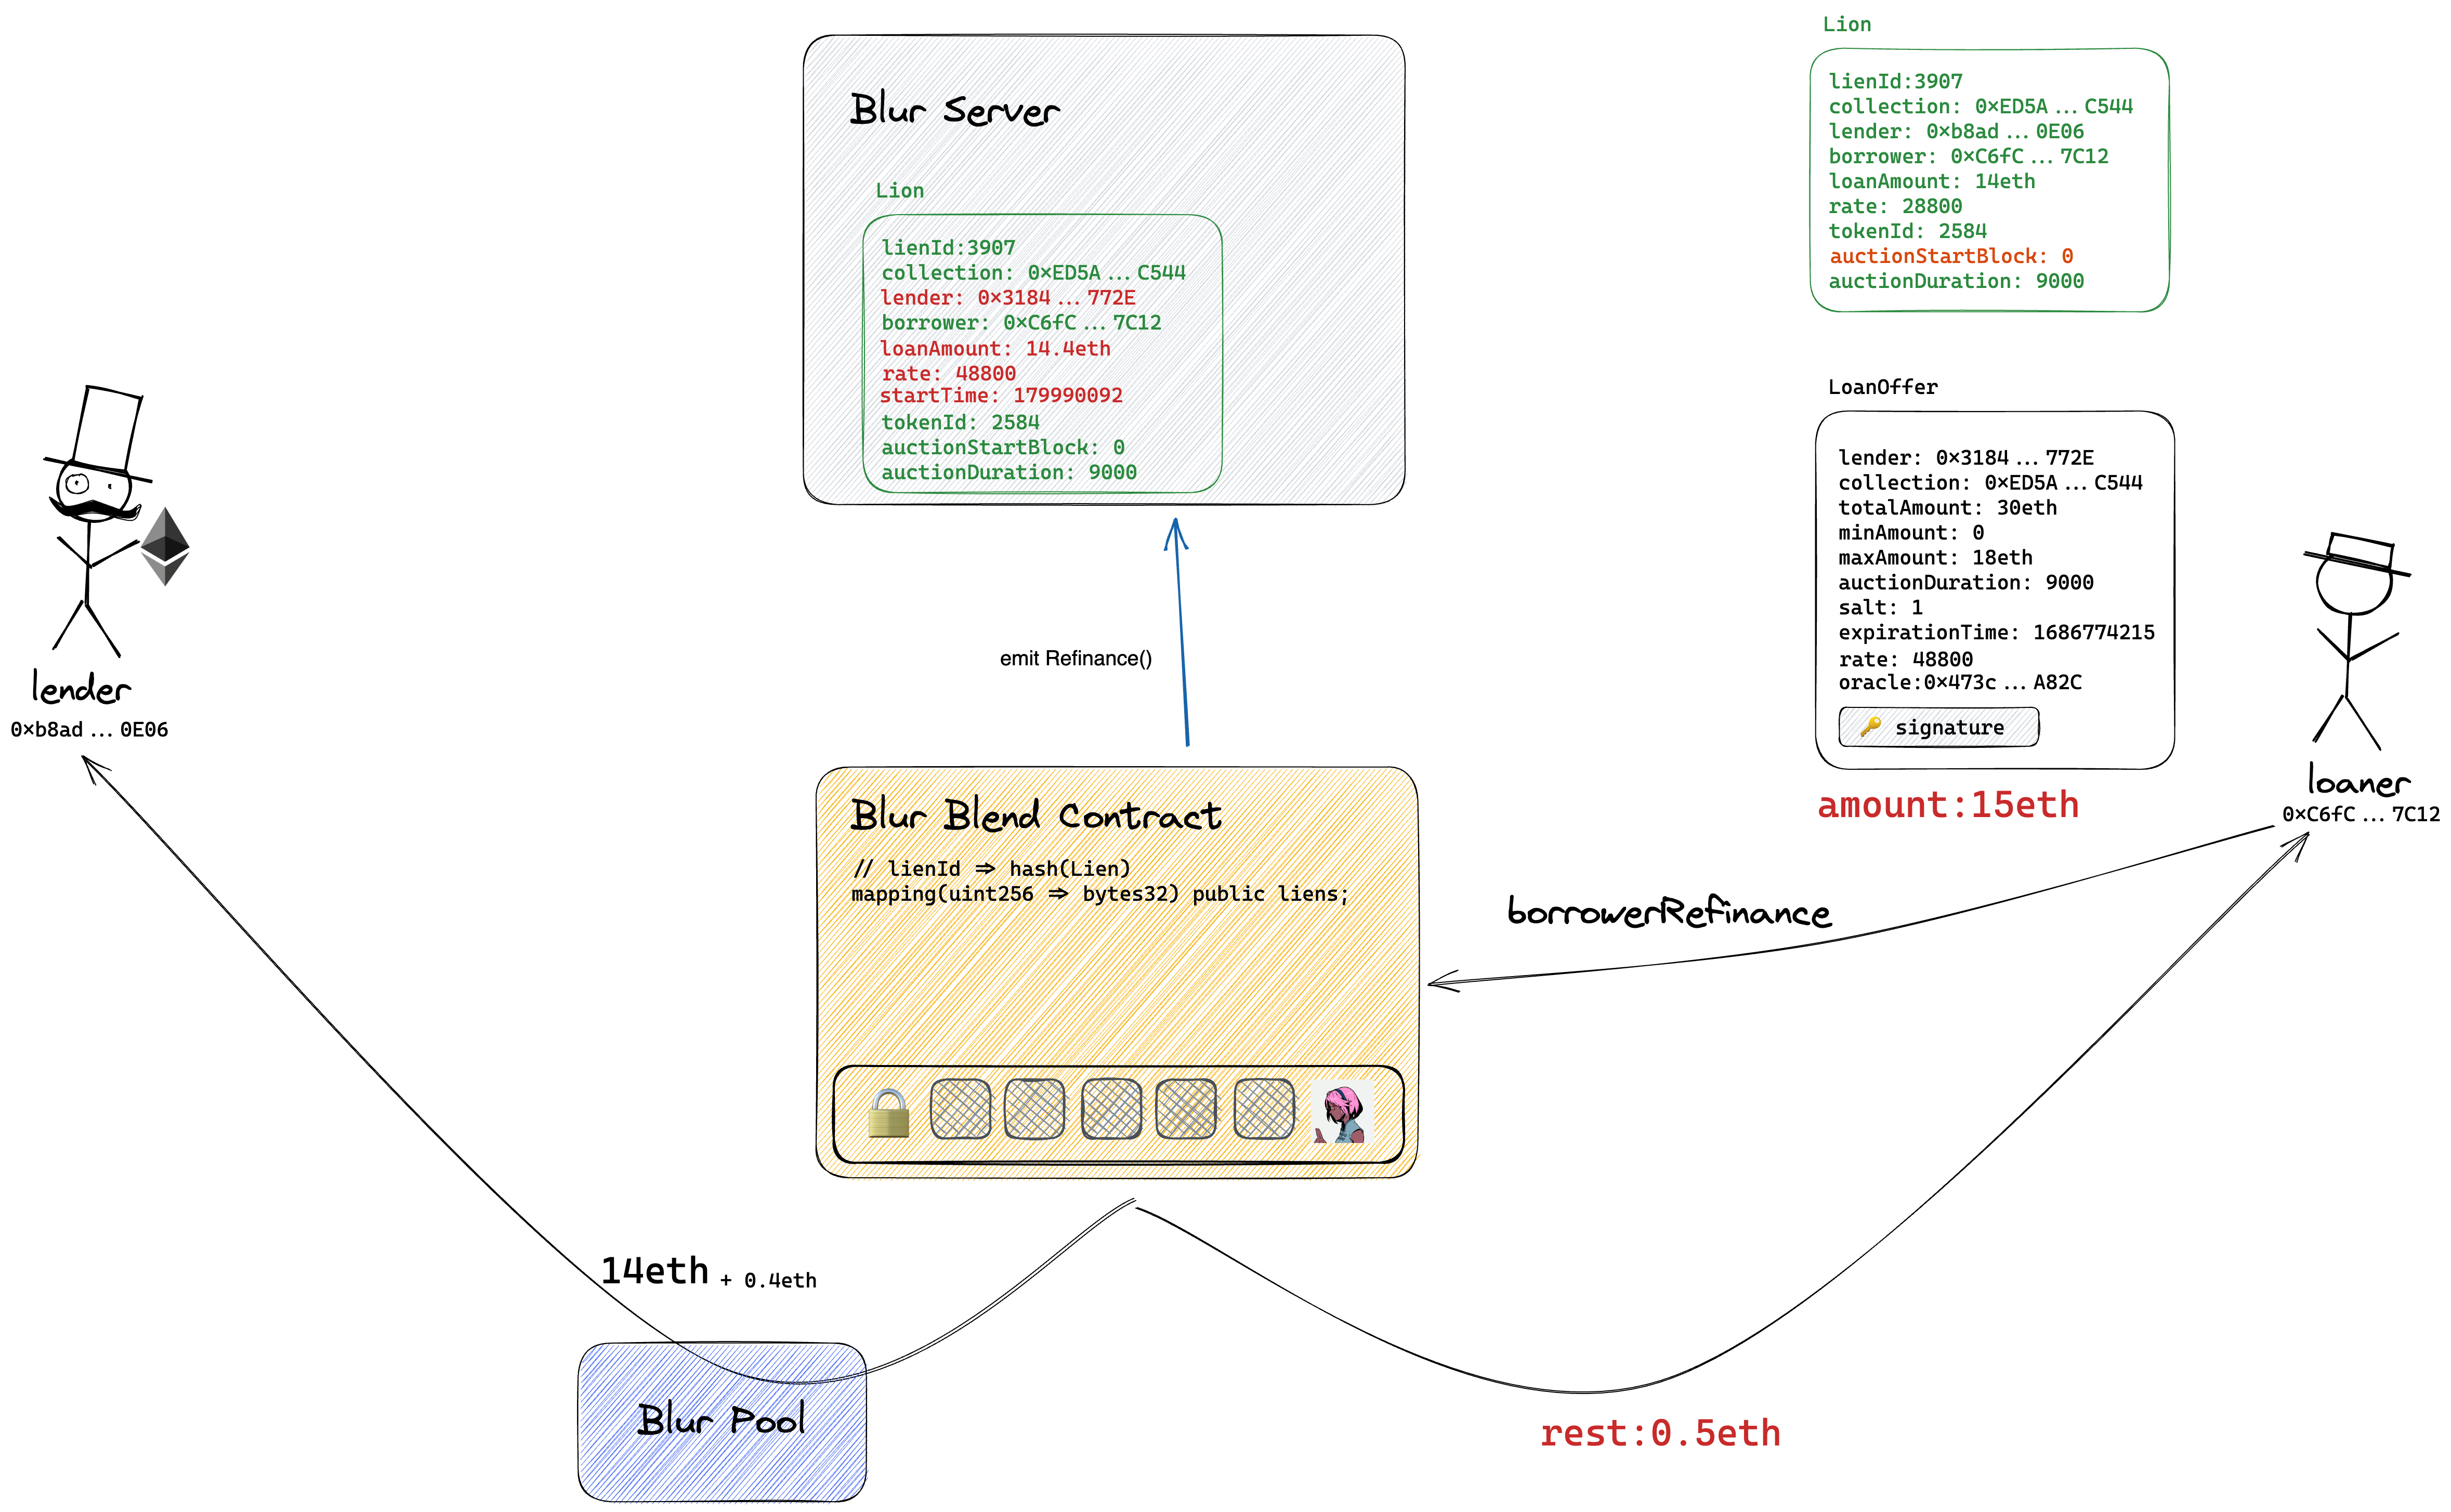 Blur Server
Lion
lienId:3907
collection: 0×ED5A ... C544
lender: 0×3184 ... 772E
borrower: 0×C6fC ... 7C12
loanAmount: 14.4eth
rate: 48800
startTime: 179990092
tokenId: 2584
auctionStartBlock: 0
auctionDuration: 9000
Lion
lienId:3907
collection: 0×ED5A ... C544
lender: 0×b8ad ... 0E06
borrower: 0×C6fC ... 7C12
loanAmount: 14eth
rate: 28800
tokenId: 2584
auctionStartBlock: 0
auctionDuration: 9000
LoanOffer
lender: 0×3184 ... 772E
collection: 0×ED5A ... C544
totalAmount: 30eth
minAmount: 0
maxAmount: 18eth
auctionDuration: 9000
salt: 1
expirationTime: 1686774215
rate: 48800
oracle:0×473c ... A82C
🔑 signature
amount:15eth
lender
0×b8ad ... 0E06
loaner
0×C6fC ... 7C12
emit Refinance()
Blur Blend Contract
// lienId ⇒ hash(Lien)
mapping(uint256 ⇒ bytes32) public liens;
borrowerRefinance
14eth + 0.4eth
Blur Pool
rest:0.5eth